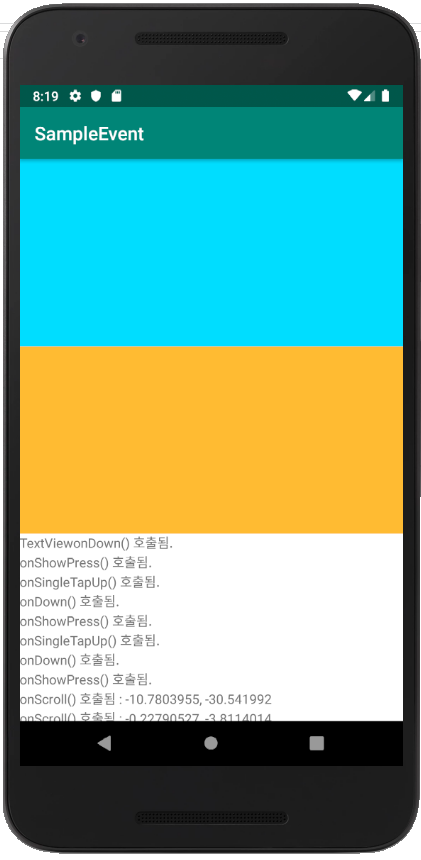 8:19
SampleEvent
TextViewonDown() 호출됨.
onShowPress() 호출됨.
onSingleTapUp() 호출됨.
onDown() 호출됨.
onShowPress() 호출됨.
onSingleTapUp() 호출됨.
onDown() 호출됨.
onShowPress() 호출됨.
onScroll() 호출됨 : -10.7803955, -30.541992
onScroll() 호출됨 : -0.22790527, -3.8114014